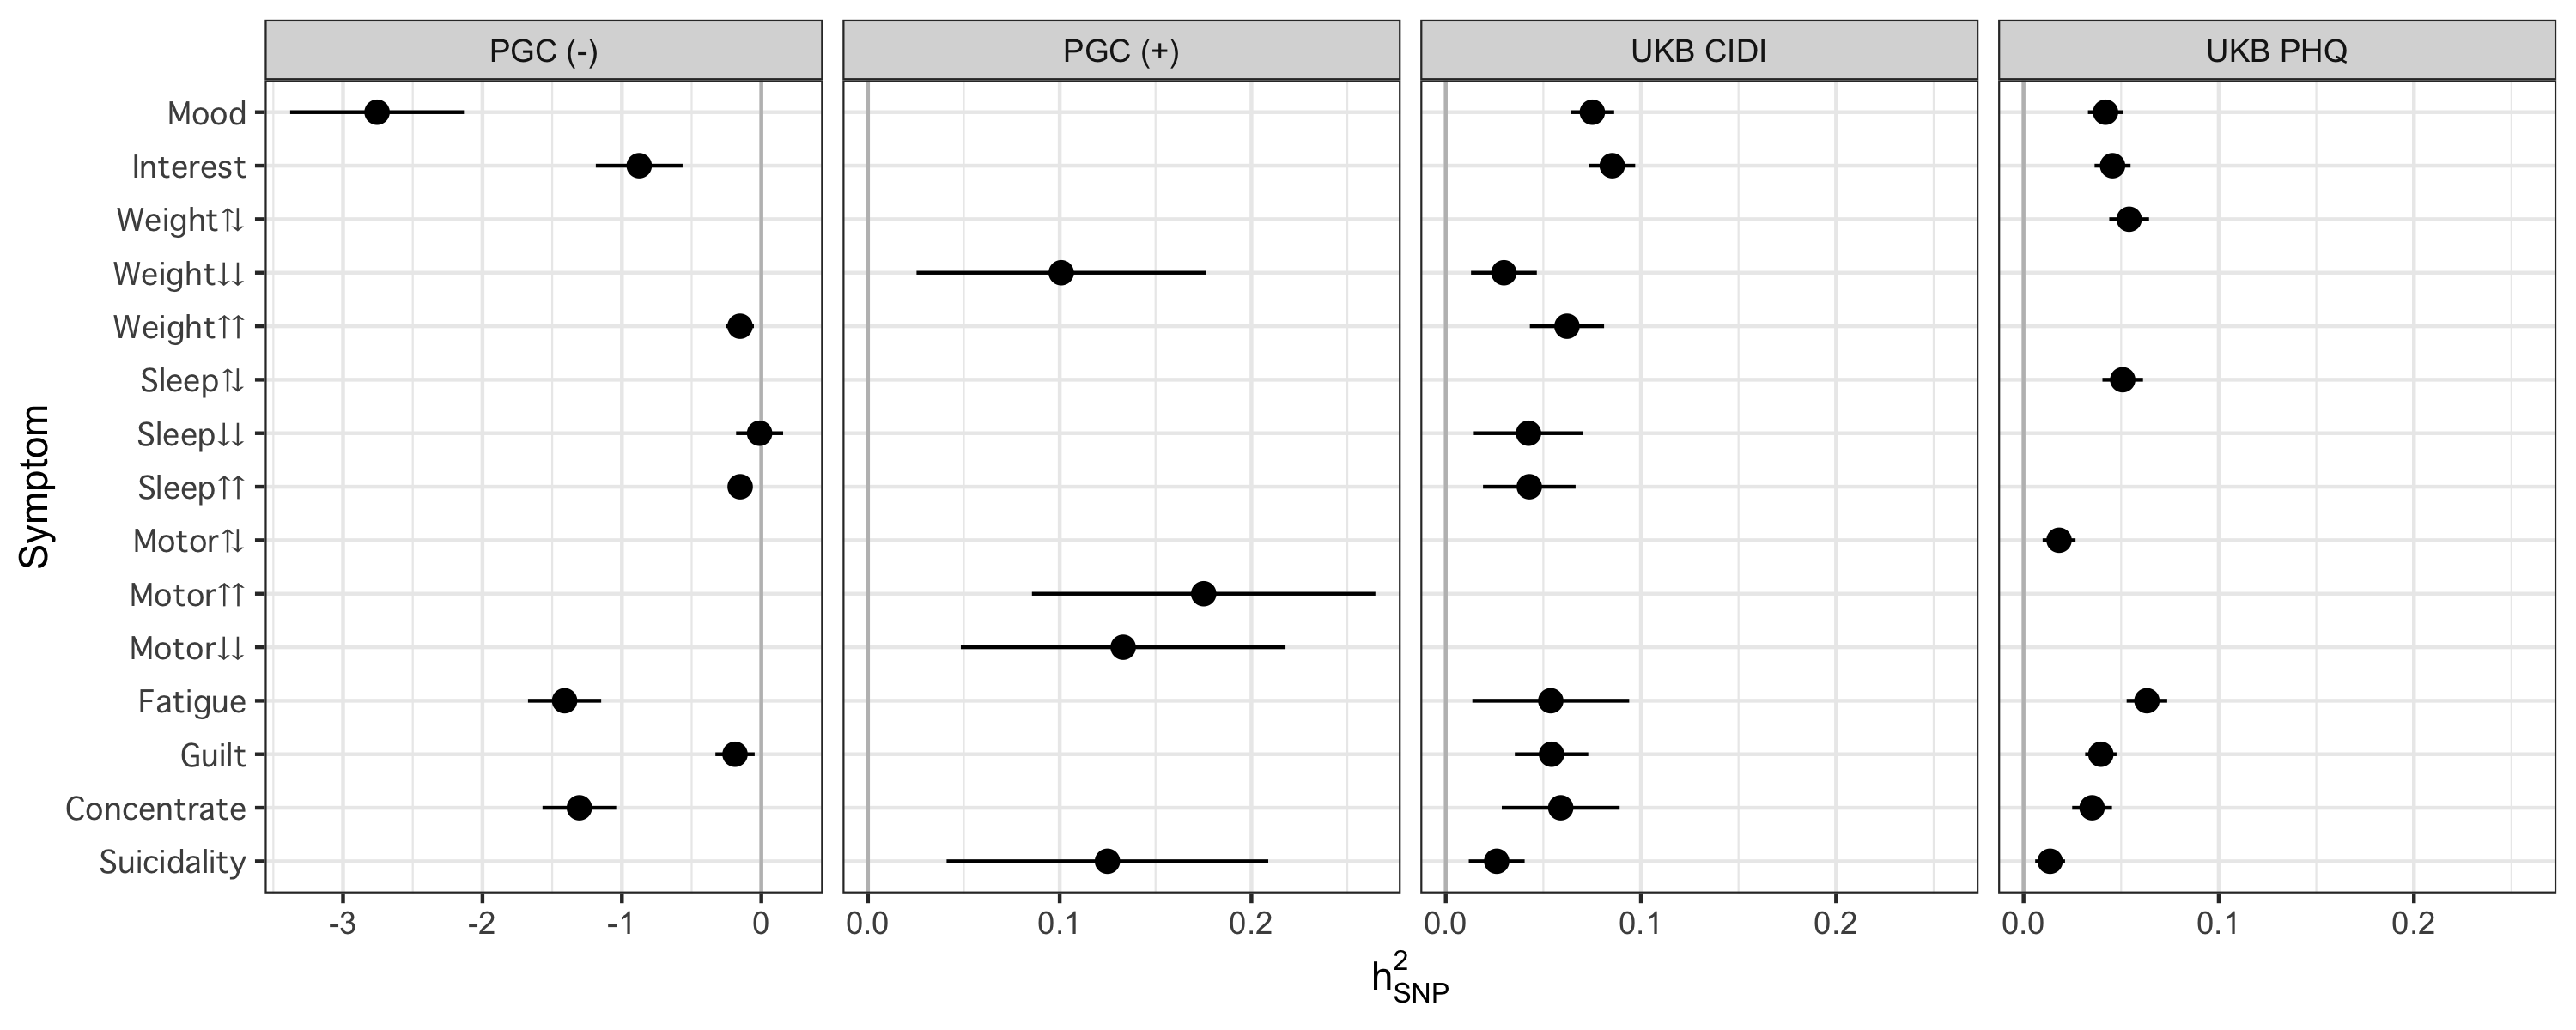 PGC (-) PGC (+) UKB CIDI UKB PHQ
Symptom
Mood
Interest
Weight⇅
Weight⇊
Weight⇈
Sleep⇅
Sleep⇊
Sleep⇈
Motor⇅
Motor⇈
Motor⇊
Fatigue
Guilt
Concentrate
Suicidality
-3 -2 -1 0 0.0 0.1 0.2 0.0 0.1 0.2 0.0 0.1 0.2
h²SNP